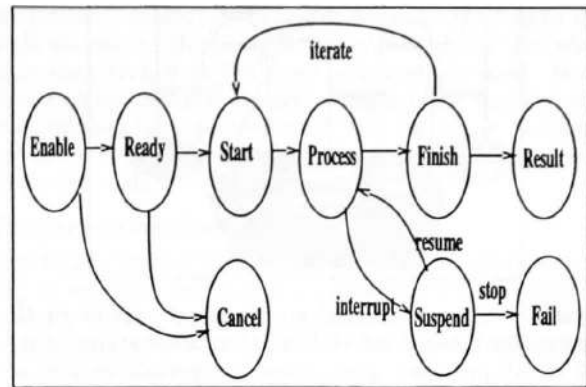 iterate
Enable
Ready
Start
Process
Finish
Result
resume
interrupt
stop
Cancel
Suspend
Fail